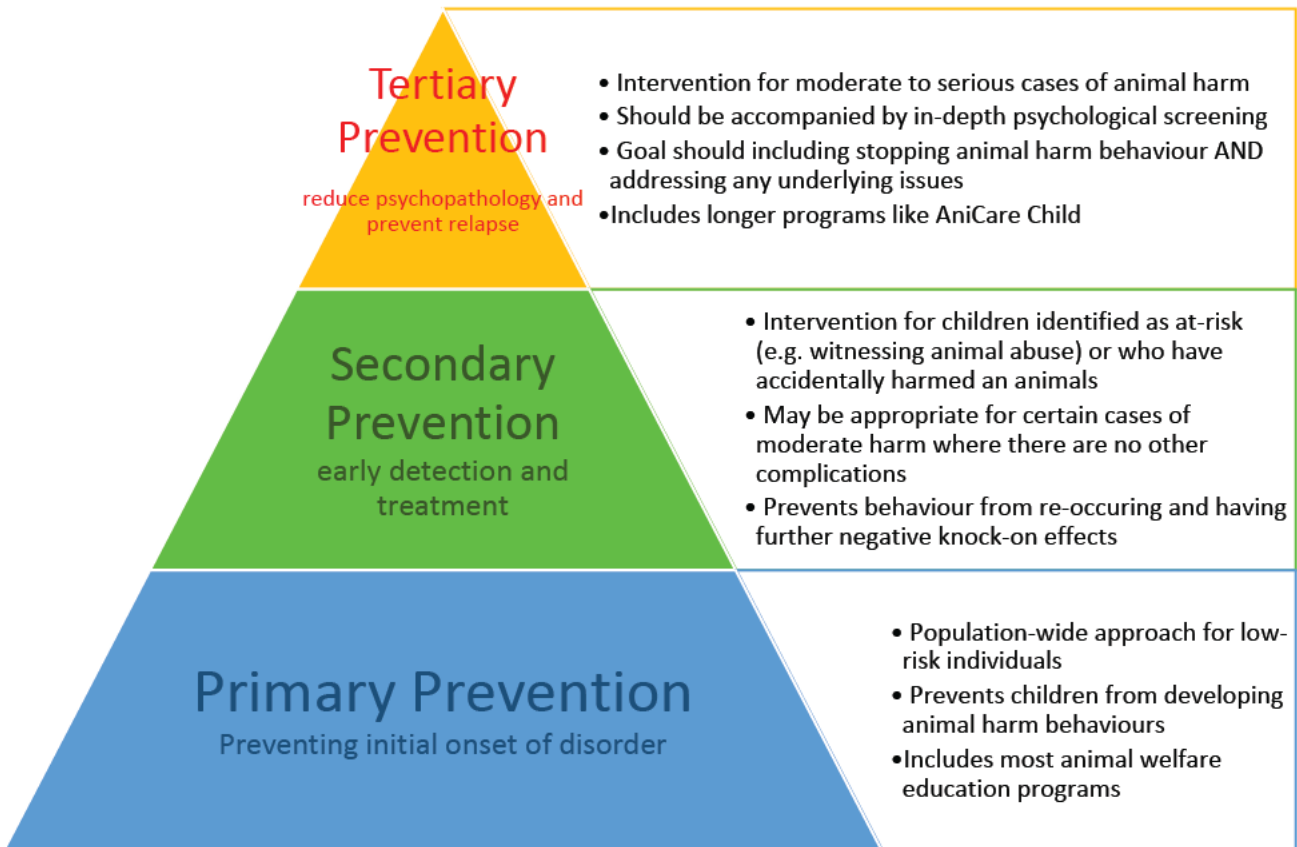 Tertiary
Prevention
reduce psychopathology and
prevent relapse
• Intervention for moderate to serious cases of animal harm
• Should be accompanied by in-depth psychological screening
• Goal should including stopping animal harm behaviour AND
addressing any underlying issues
•Includes longer programs like AniCare Child
Secondary
Prevention
early detection and
treatment
• Intervention for children identified as at-risk
(e.g. witnessing animal abuse) or who have
accidentally harmed an animals
• May be appropriate for certain cases of
moderate harm where there are no other
complications
• Prevents behaviour from re-occuring and having
further negative knock-on effects
Primary Prevention
Preventing initial onset of disorder
• Population-wide approach for low-
risk individuals
• Prevents children from developing
animal harm behaviours
•Includes most animal welfare
education programs